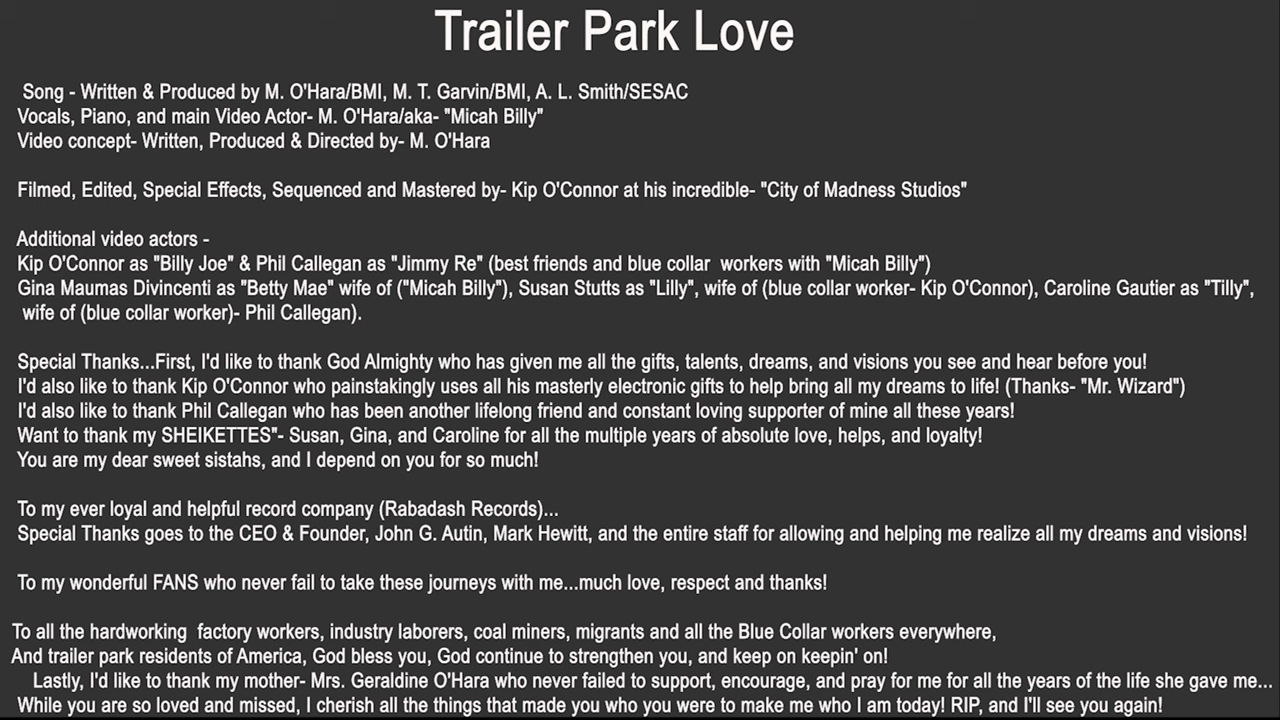 Trailer Park Love
Song - Written & Produced by M. O'Hara/BMI, M. T. Garvin/BMI, A. L. Smith/SESAC
Vocals, Piano, and main Video Actor- M. O'Hara/aka- "Micah Billy"
Video concept- Written, Produced & Directed by- M. O'Hara
Filmed, Edited, Special Effects, Sequenced and Mastered by- Kip O'Connor at his incredible- "City of Madness Studios"
Additional video actors -
Kip O'Connor as "Billy Joe" & Phil Callegan as "Jimmy Re" (best friends and blue collar  workers with "Micah Billy")
Gina Maumas Divincenti as "Betty Mae" wife of ("Micah Billy"), Susan Stutts as "Lilly", wife of (blue collar worker- Kip O'Connor), Caroline Gautier as "Tilly",
wife of (blue collar worker)- Phil Callegan).
Special Thanks...First, I'd like to thank God Almighty who has given me all the gifts, talents, dreams, and visions you see and hear before you!
I'd also like to thank Kip O'Connor who painstakingly uses all his masterly electronic gifts to help bring all my dreams to life! (Thanks- "Mr. Wizard")
I'd also like to thank Phil Callegan who has been another lifelong friend and constant loving supporter of mine all these years!
Want to thank my SHEIKETTES"- Susan, Gina, and Caroline for all the multiple years of absolute love, helps, and loyalty!
You are my dear sweet sistahs, and I depend on you for so much!
To my ever loyal and helpful record company (Rabadash Records)...
Special Thanks goes to the CEO & Founder, John G. Autin, Mark Hewitt, and the entire staff for allowing and helping me realize all my dreams and visions!
To my wonderful FANS who never fail to take these journeys with me...much love, respect and thanks!
To all the hardworking  factory workers, industry laborers, coal miners, migrants and all the Blue Collar workers everywhere,
And trailer park residents of America, God bless you, God continue to strengthen you, and keep on keepin' on!
Lastly, I'd like to thank my mother- Mrs. Geraldine O'Hara who never failed to support, encourage, and pray for me for all the years of the life she gave me...
While you are so loved and missed, I cherish all the things that made you who you were to make me who I am today! RIP, and I'll see you again!